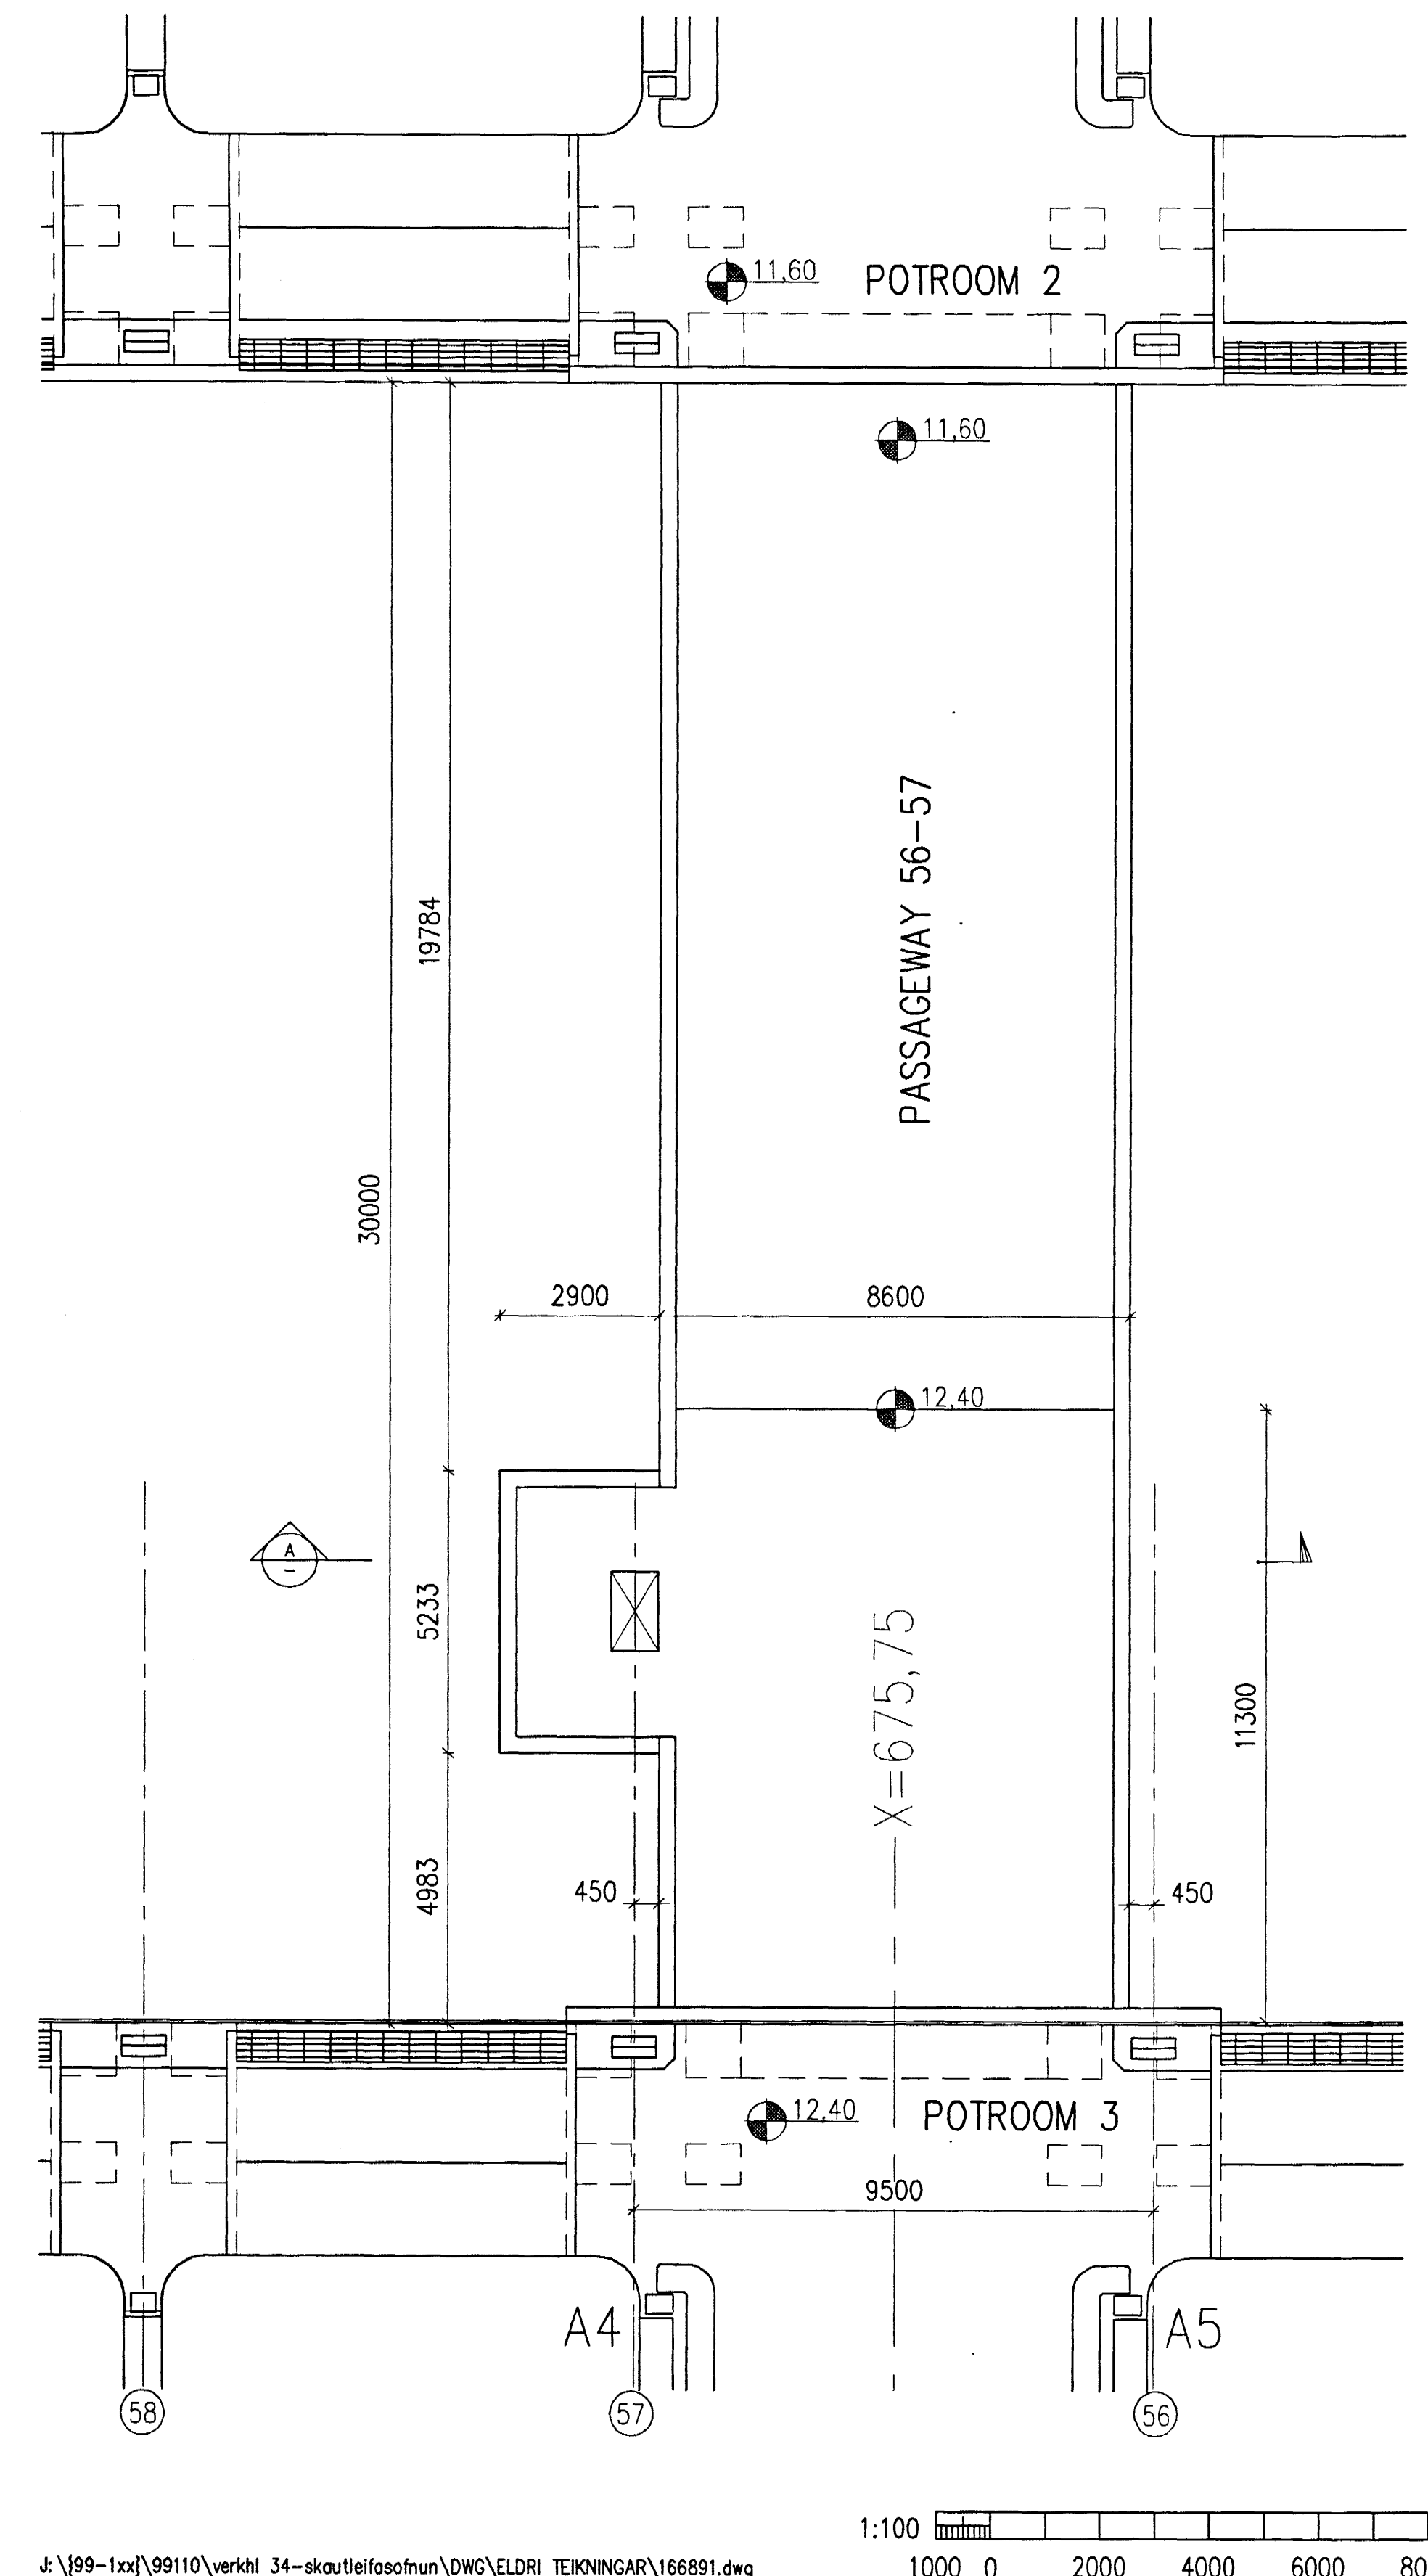 11,60
POTROOM 2
11,60
19784
PASSAGEWAY 56-57
30000
2900
8600
12,40
A
5233
X=675,75
11300
4983
450
450
12,40
POTROOM 3
9500
A4
A5
58
57
56
1:100
1000 0 2000 4000 6000 80
J:\{99-1xx}\99110\verkhl 34-skautleifasofnun\DWG\ELDRI TEIKNINGAR\166891.dwg